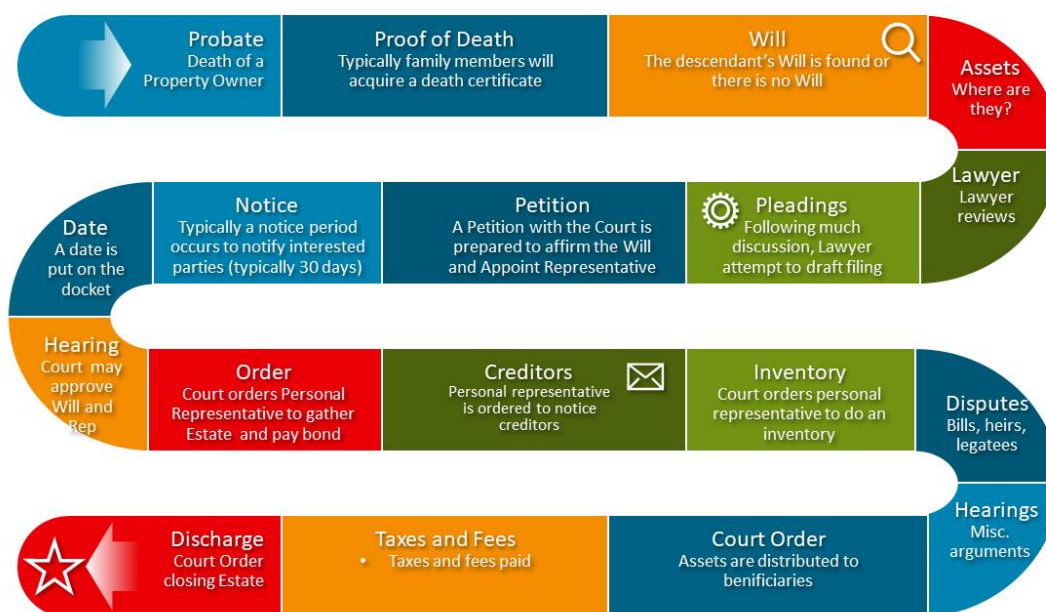 Probate
Death of a
Property Owner
Proof of Death
Typically family members will
acquire a death certificate
Will
The descendant's Will is found or
there is no Will
Assets
Where are
they?
Lawyer
Lawyer
reviews
Pleadings
Following much
discussion, Lawyer
attempt to draft filing
Petition
A Petition with the Court is
prepared to affirm the Will
and Appoint Representative
Notice
Typically a notice period
occurs to notify interested
parties (typically 30 days)
Date
A date is
put on the
docket
Hearing
Court may
approve
Will and
Rep
Order
Court orders Personal
Representative to gather
Estate and pay bond
Creditors
Personal representative
is ordered to notice
creditors
Inventory
Court orders personal
representative to do an
inventory
Disputes
Bills, heirs,
legatees
Hearings
Misc.
arguments
Court Order
Assets are distributed to
benificiaries
Taxes and Fees
• Taxes and fees paid
Discharge
Court Order
closing Estate